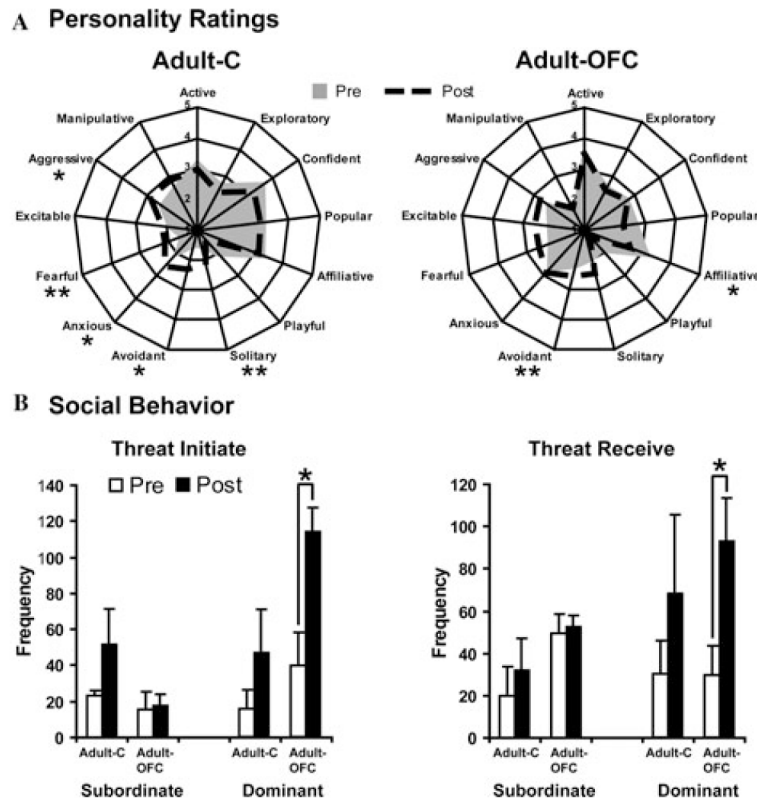 A Personality Ratings
Adult-C
Adult-OFC
Pre
Post
Active
Exploratory
Confident
Popular
Affiliative
*
Playful
Solitary
**
Avoidant
*
Anxious
*
Fearful
**
Excitable
Aggressive
*
Manipulative
5
4
3
2
Active
Exploratory
Confident
Popular
Affiliative
*
Playful
Solitary
Avoidant
**
Anxious
Fearful
Excitable
Aggressive
Manipulative
5
4
3
2
B Social Behavior
Threat Initiate
Pre
Post
*
Frequency
140
120
100
80
60
40
20
0
Adult-C
Adult-
OFC
Adult-C
Adult-
OFC
Subordinate
Dominant
Threat Receive
*
Frequency
120
100
80
60
40
20
0
Adult-C
Adult-
OFC
Adult-C
Adult-
OFC
Subordinate
Dominant